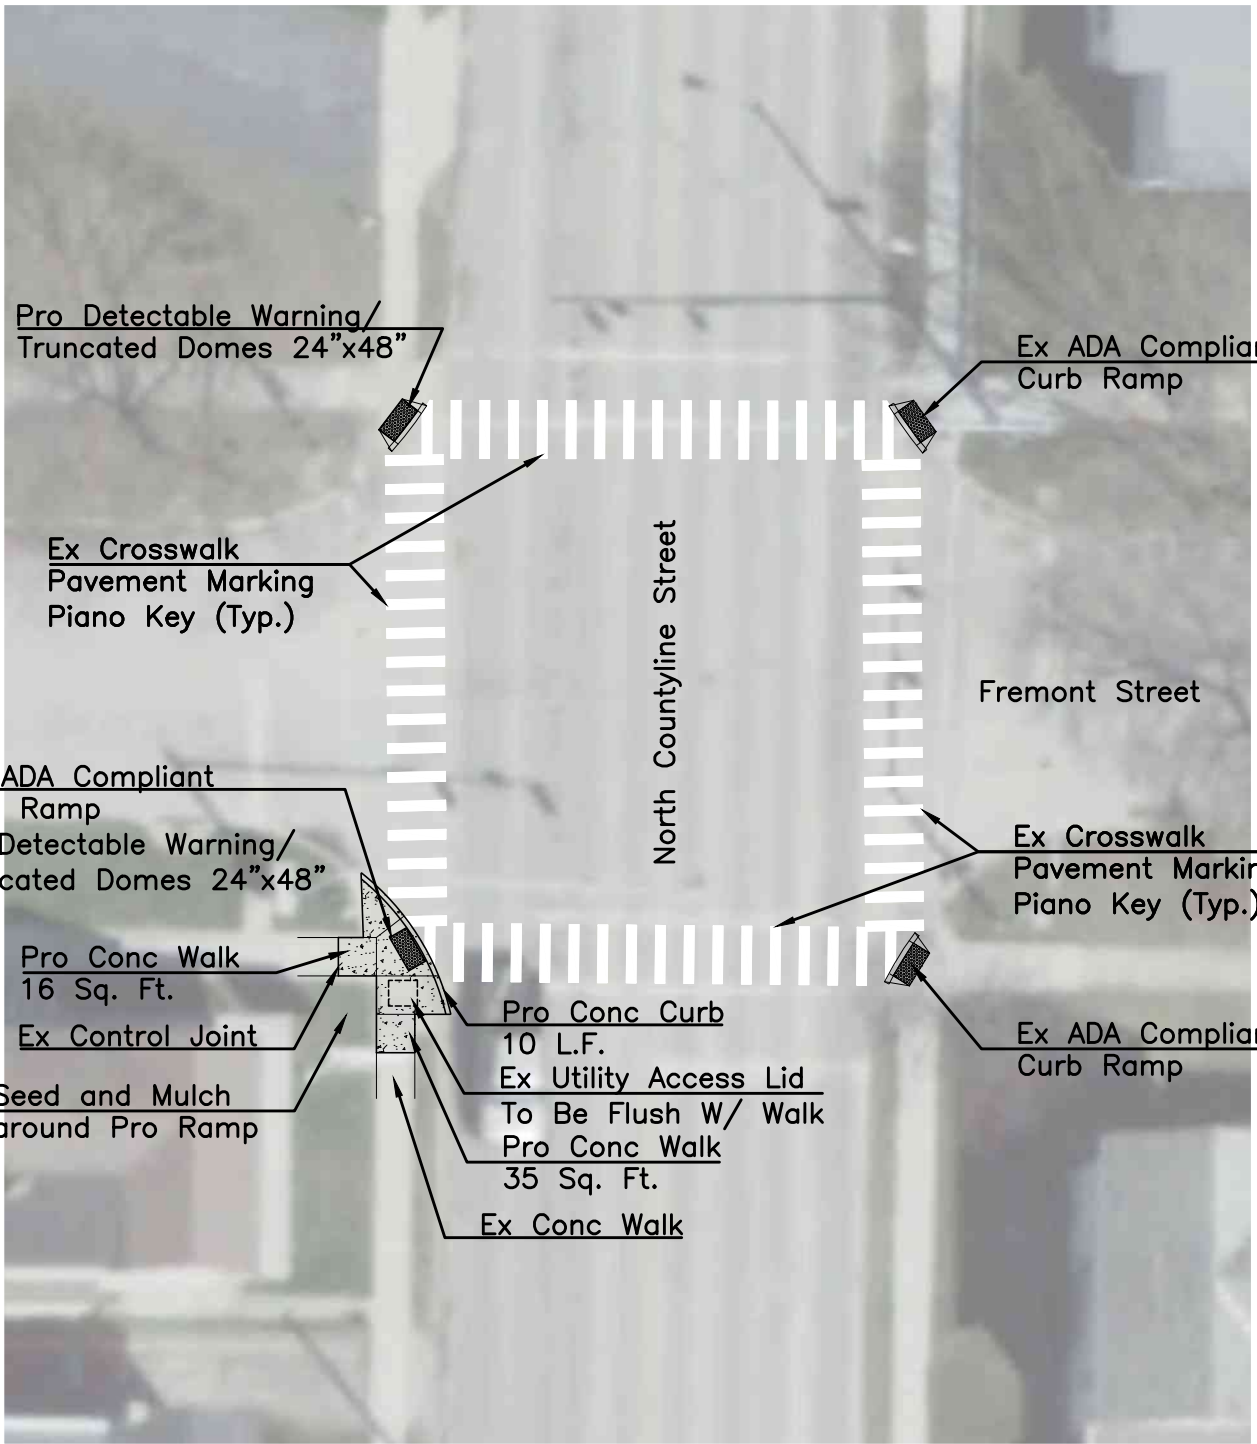 Pro Detectable Warning/
Truncated Domes 24"x48"
Ex ADA
Curb Ramp
Ex Crosswalk
Pavement Marking
Piano Key (Typ.)
North Countyline Street
Fremont Street
ADA Compliant
Ramp
Detectable Warning/
Domes 24"x48"
Ex Crosswalk
Pavement
Piano Key (Typ.)
Pro Conc Walk
16 Sq. Ft.
Ex Control Joint
Seed and Mulch
around Pro Ramp
Pro Conc Curb
10 L.F.
Ex Utility Access Lid
To Be Flush W/ Walk
Pro Conc Walk
35 Sq. Ft.
Ex Conc Walk
Ex ADA
Curb Ramp